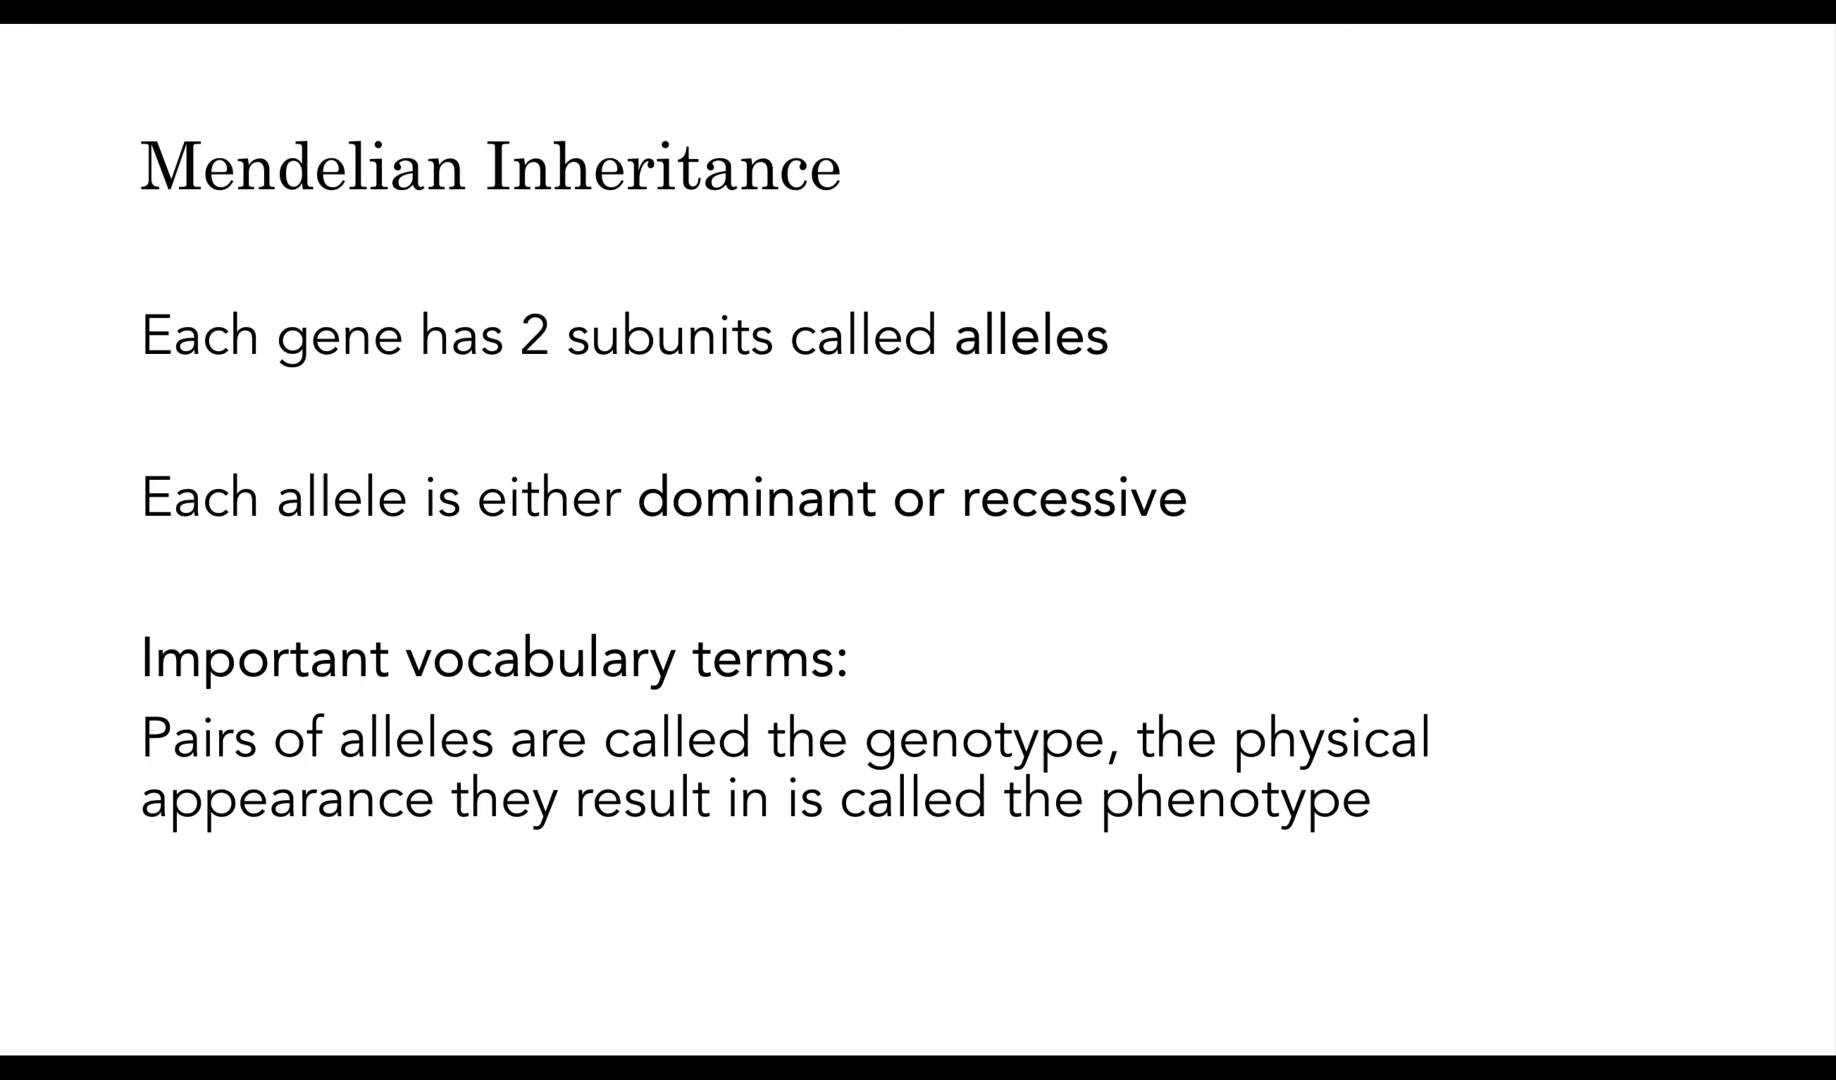 Mendelian Inheritance
Each gene has 2 subunits called alleles
Each allele is either dominant or recessive
Important vocabulary terms:
Pairs of alleles are called the genotype, the physical
appearance they result in is called the phenotype